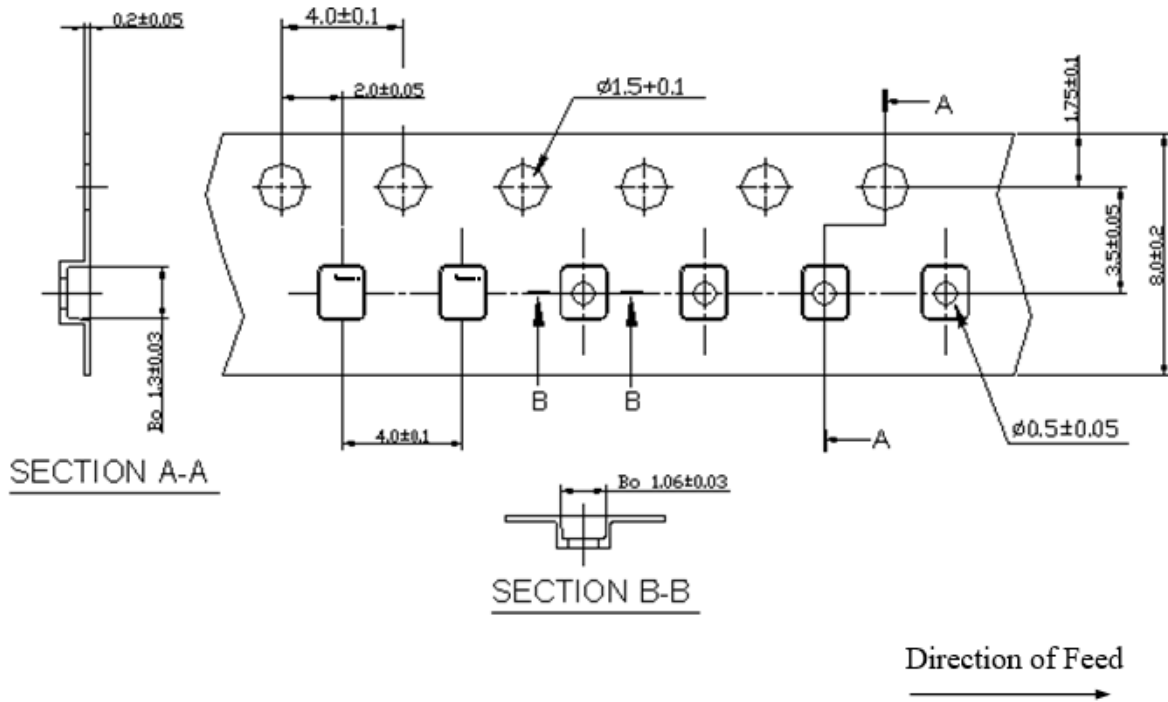 0.2±0.05
4.0±0.1
2.0±0.05
ø1.5+0.1
A
1.75±0.1
3.5±0.05
8.0±0.2
Bo 1.3±0.03
B
B
4.0±0.1
A
ø0.5±0.05
SECTION A-A
Bo 1.06±0.03
SECTION B-B
Direction of Feed